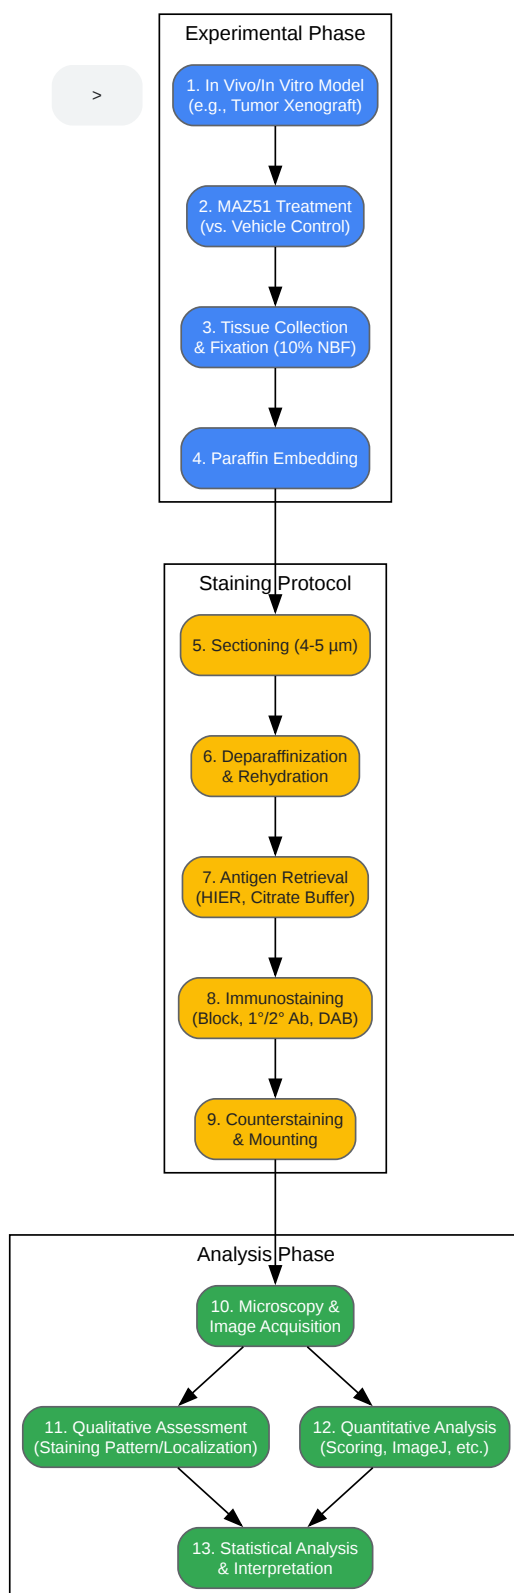 Experimental Phase
>
1. In Vivo/In Vitro Model
(e.g., Tumor Xenograft)
2. MAZ51 Treatment
(vs. Vehicle Control)
3. Tissue Collection
& Fixation (10% NBF)
4. Paraffin Embedding
Staining Protocol
5. Sectioning (4-5 µm)
6. Deparaffinization
& Rehydration
7. Antigen Retrieval
(HIER, Citrate Buffer)
8. Immunostaining
(Block, 1°/2° Ab, DAB)
9. Counterstaining
& Mounting
Analysis Phase
10. Microscopy &
Image Acquisition
11. Qualitative Assessment
(Staining Pattern/Localization)
12. Quantitative Analysis
(Scoring, ImageJ, etc.)
13. Statistical Analysis
& Interpretation